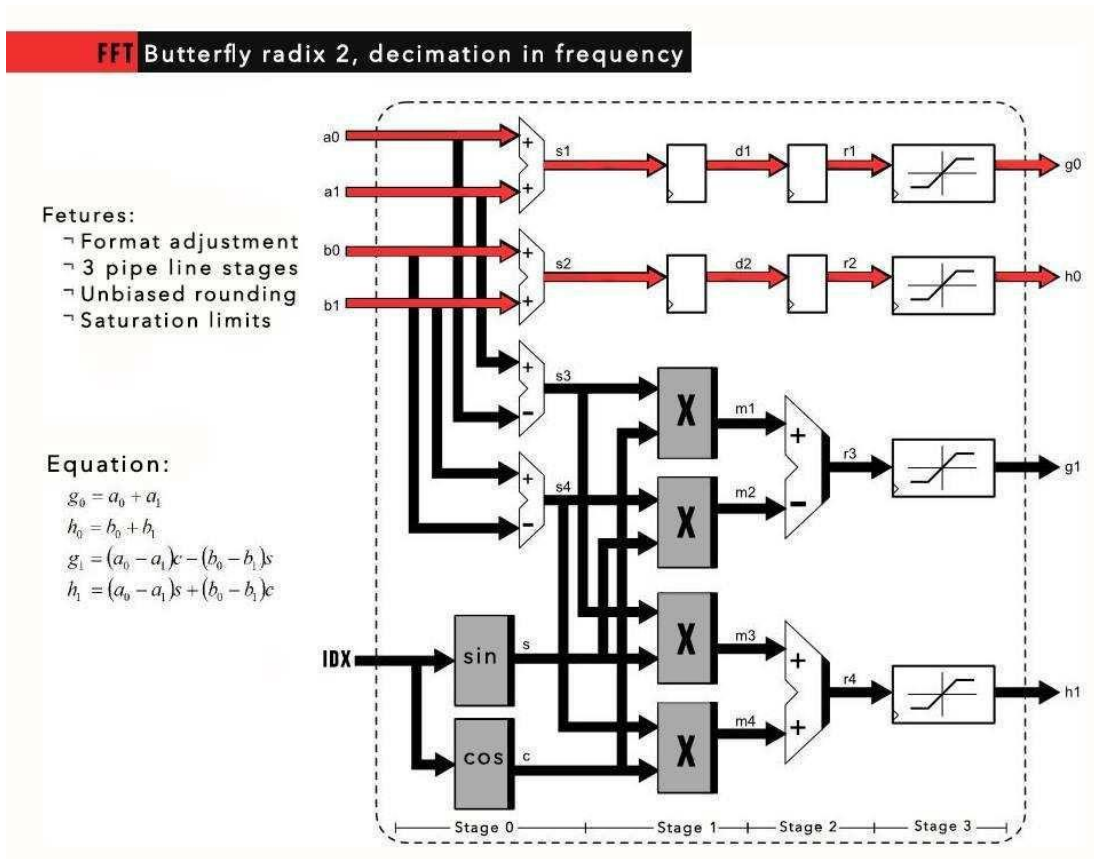 FFT Butterfly radix 2, decimation in frequency
Fetures:
¬ Format adjustment
¬ 3 pipe line stages
¬ Unbiased rounding
¬ Saturation limits
Equation:
g₀ = a₀ + a₁
h₀ = b₀ + b₁
g₁ = (a₀ − a₁)c − (b₀ − b₁)s
h₁ = (a₀ − a₁)s + (b₀ − b₁)c
a0
+
s1
d1
r1
g0
a1
+
b0
+
s2
d2
r2
h0
b1
+
+
s3
-
X
m1
+
r3
g1
+
s4
-
X
m2
-
IDX
sin
s
X
m3
+
r4
h1
cos
c
X
m4
+
Stage 0
Stage 1
Stage 2
Stage 3